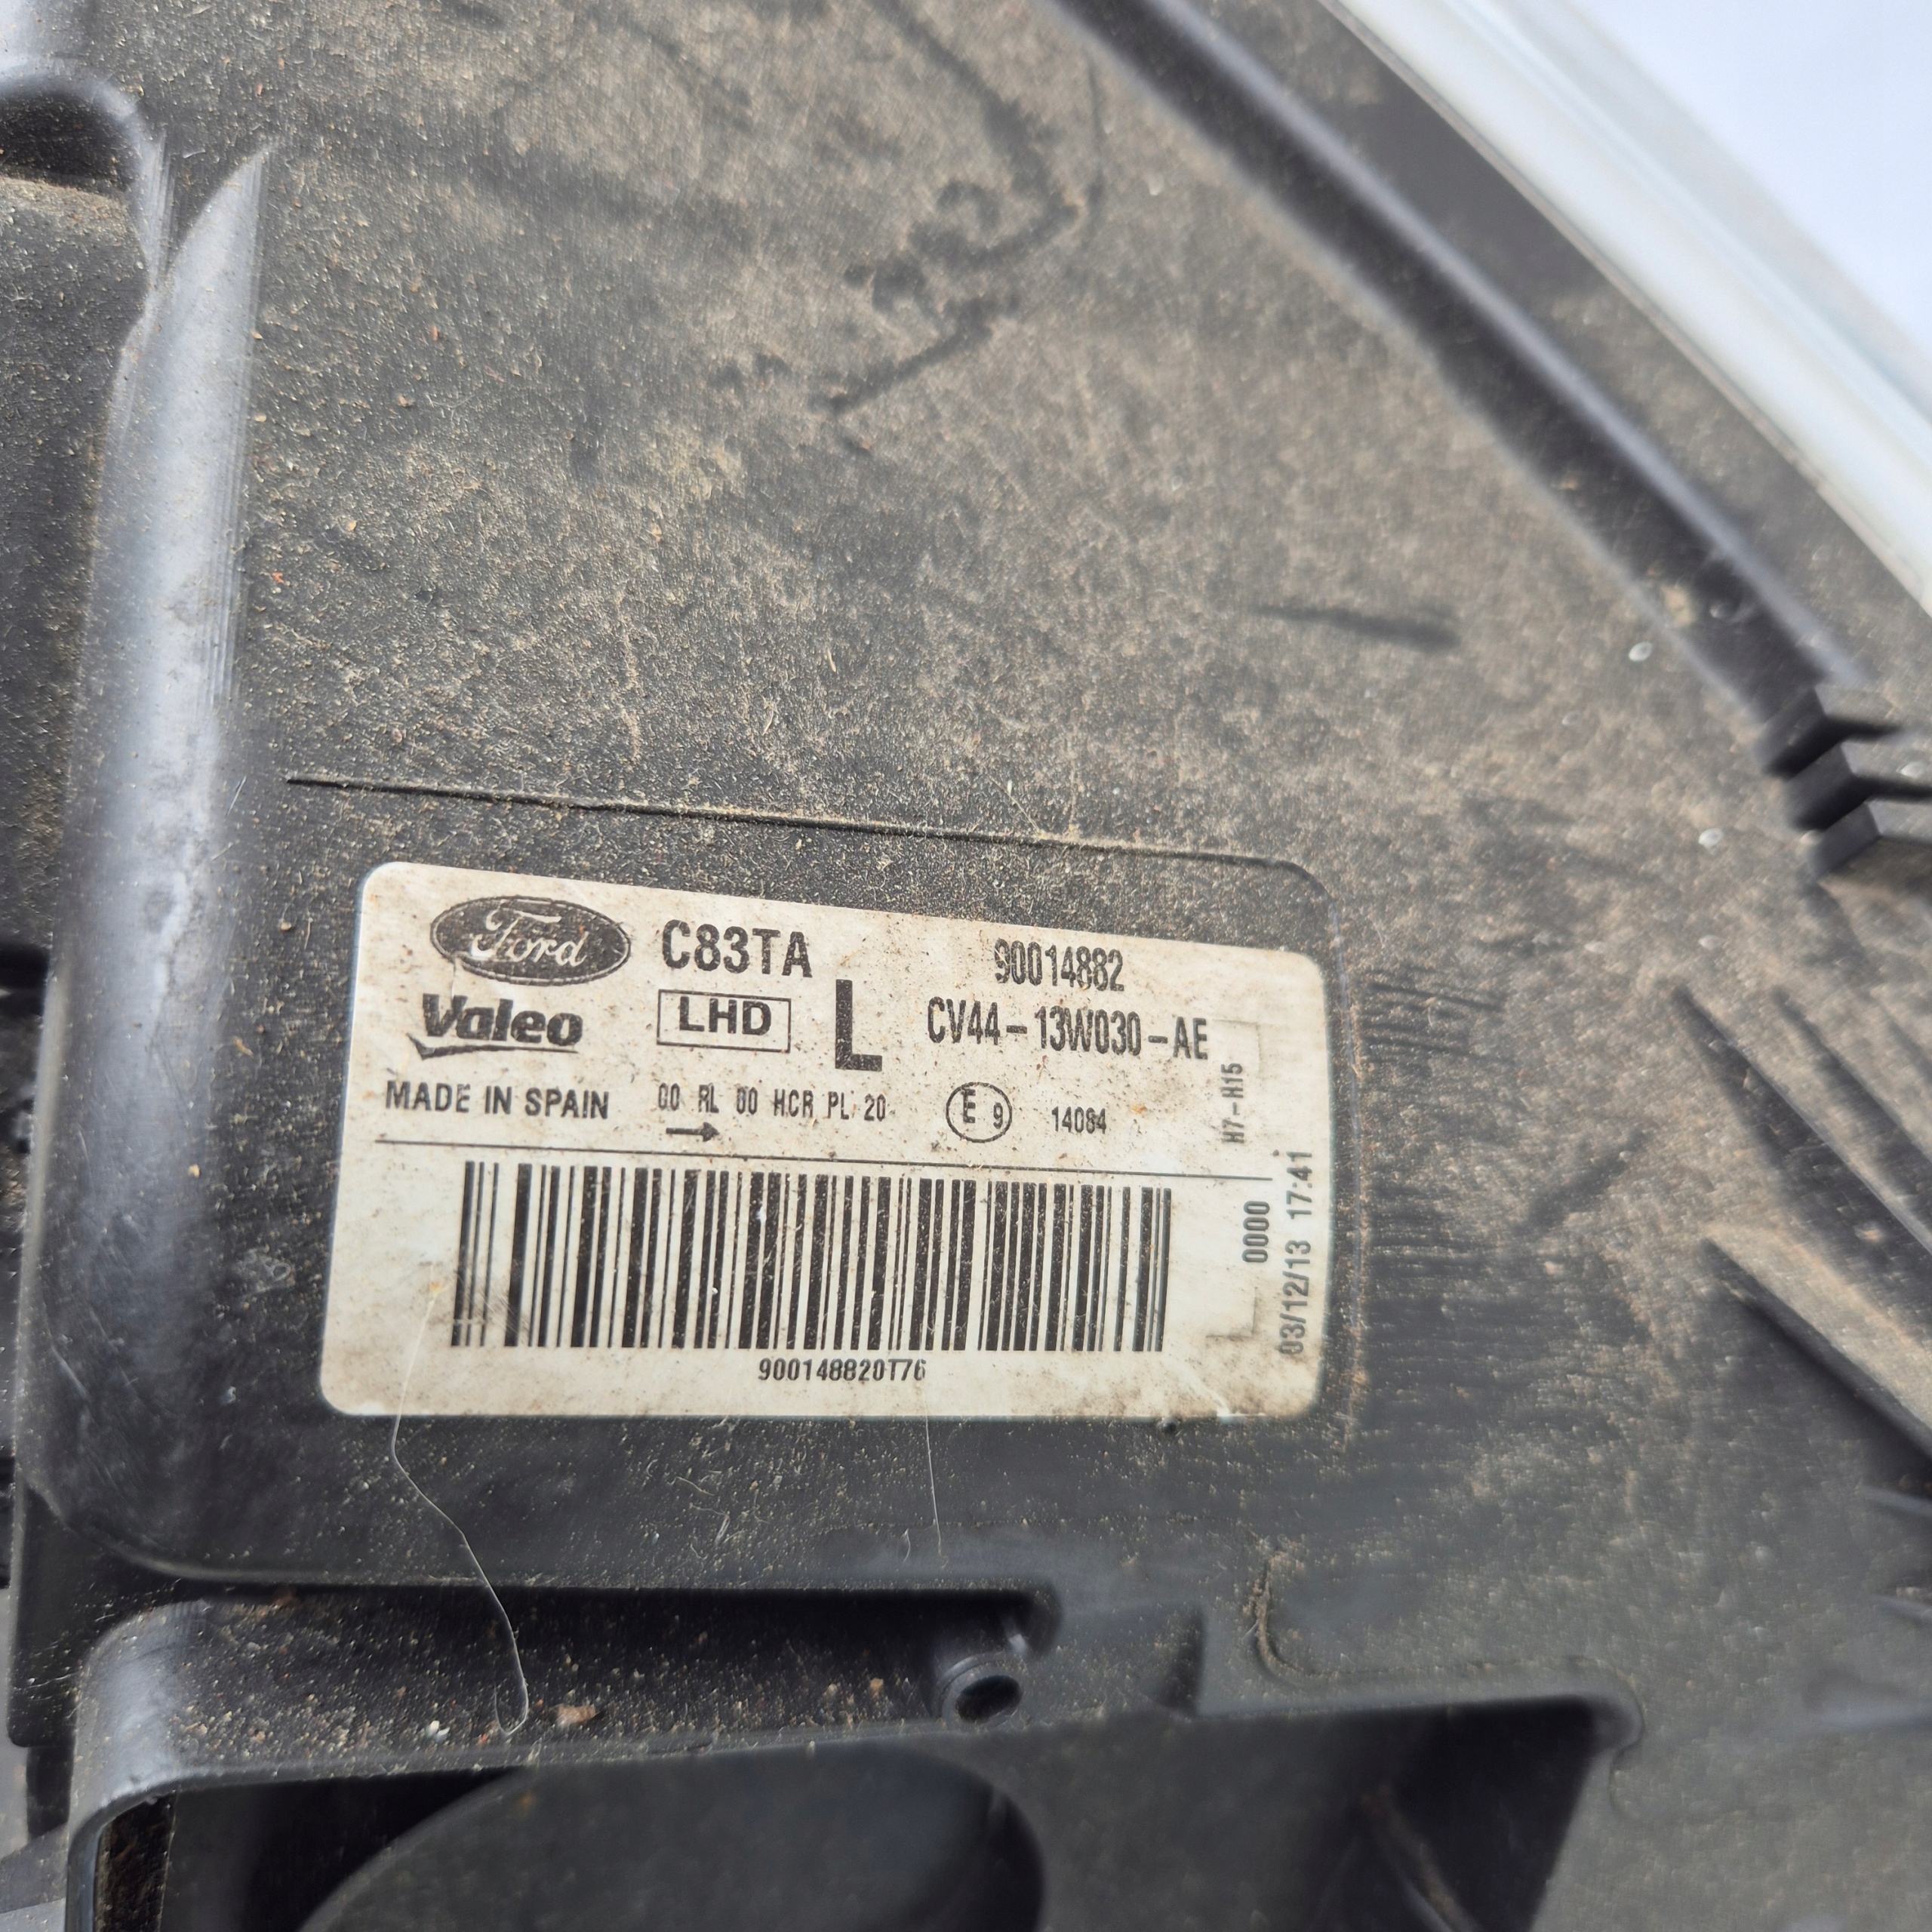 Ford C83TA 90014882
Valeo LHD L CV44-13W030-AE
MADE IN SPAIN 00 RL 00 HCR PL 20 E 9 14084
H7-H15
900148820T76
0000
03/12/13 17:41